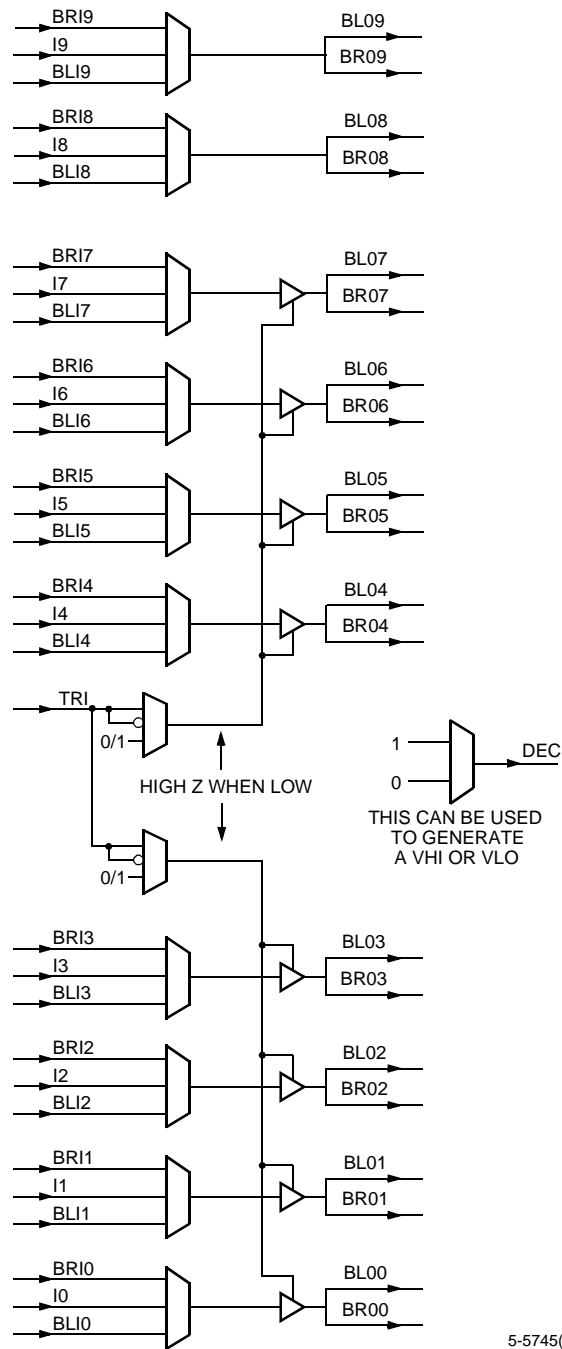 BRI9
I9
BLI9
BL09
BR09
BRI8
I8
BLI8
BL08
BR08
BRI7
I7
BLI7
BL07
BR07
BRI6
I6
BLI6
BL06
BR06
BRI5
I5
BLI5
BL05
BR05
BRI4
I4
BLI4
BL04
BR04
TRI
0/1
HIGH Z WHEN LOW
0/1
1
0
DEC
THIS CAN BE USED
TO GENERATE
A VHI OR VLO
BRI3
I3
BLI3
BL03
BR03
BRI2
I2
BLI2
BL02
BR02
BRI1
I1
BLI1
BL01
BR01
BRI0
I0
BLI0
BL00
BR00
5-5745(